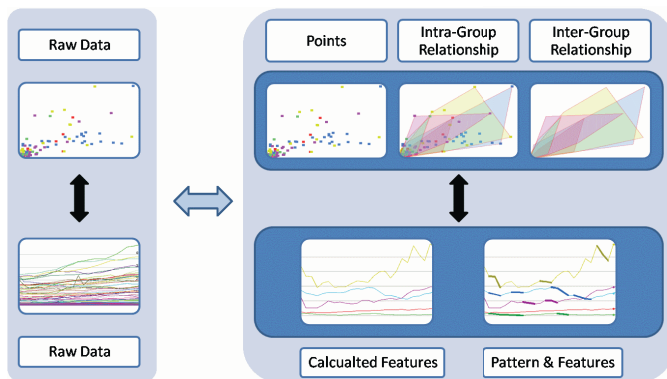 Raw Data
Points
Intra-Group
Relationship
Inter-Group
Relationship
Raw Data
Calcualted Features
Pattern & Features